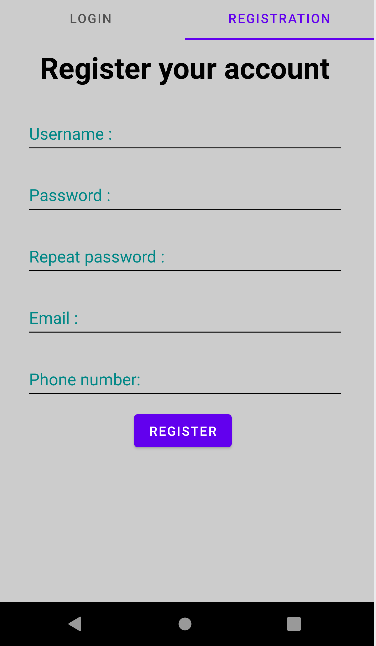 LOGIN
REGISTRATION
Register your account
Username :
Password :
Repeat password :
Email :
Phone number:
REGISTER